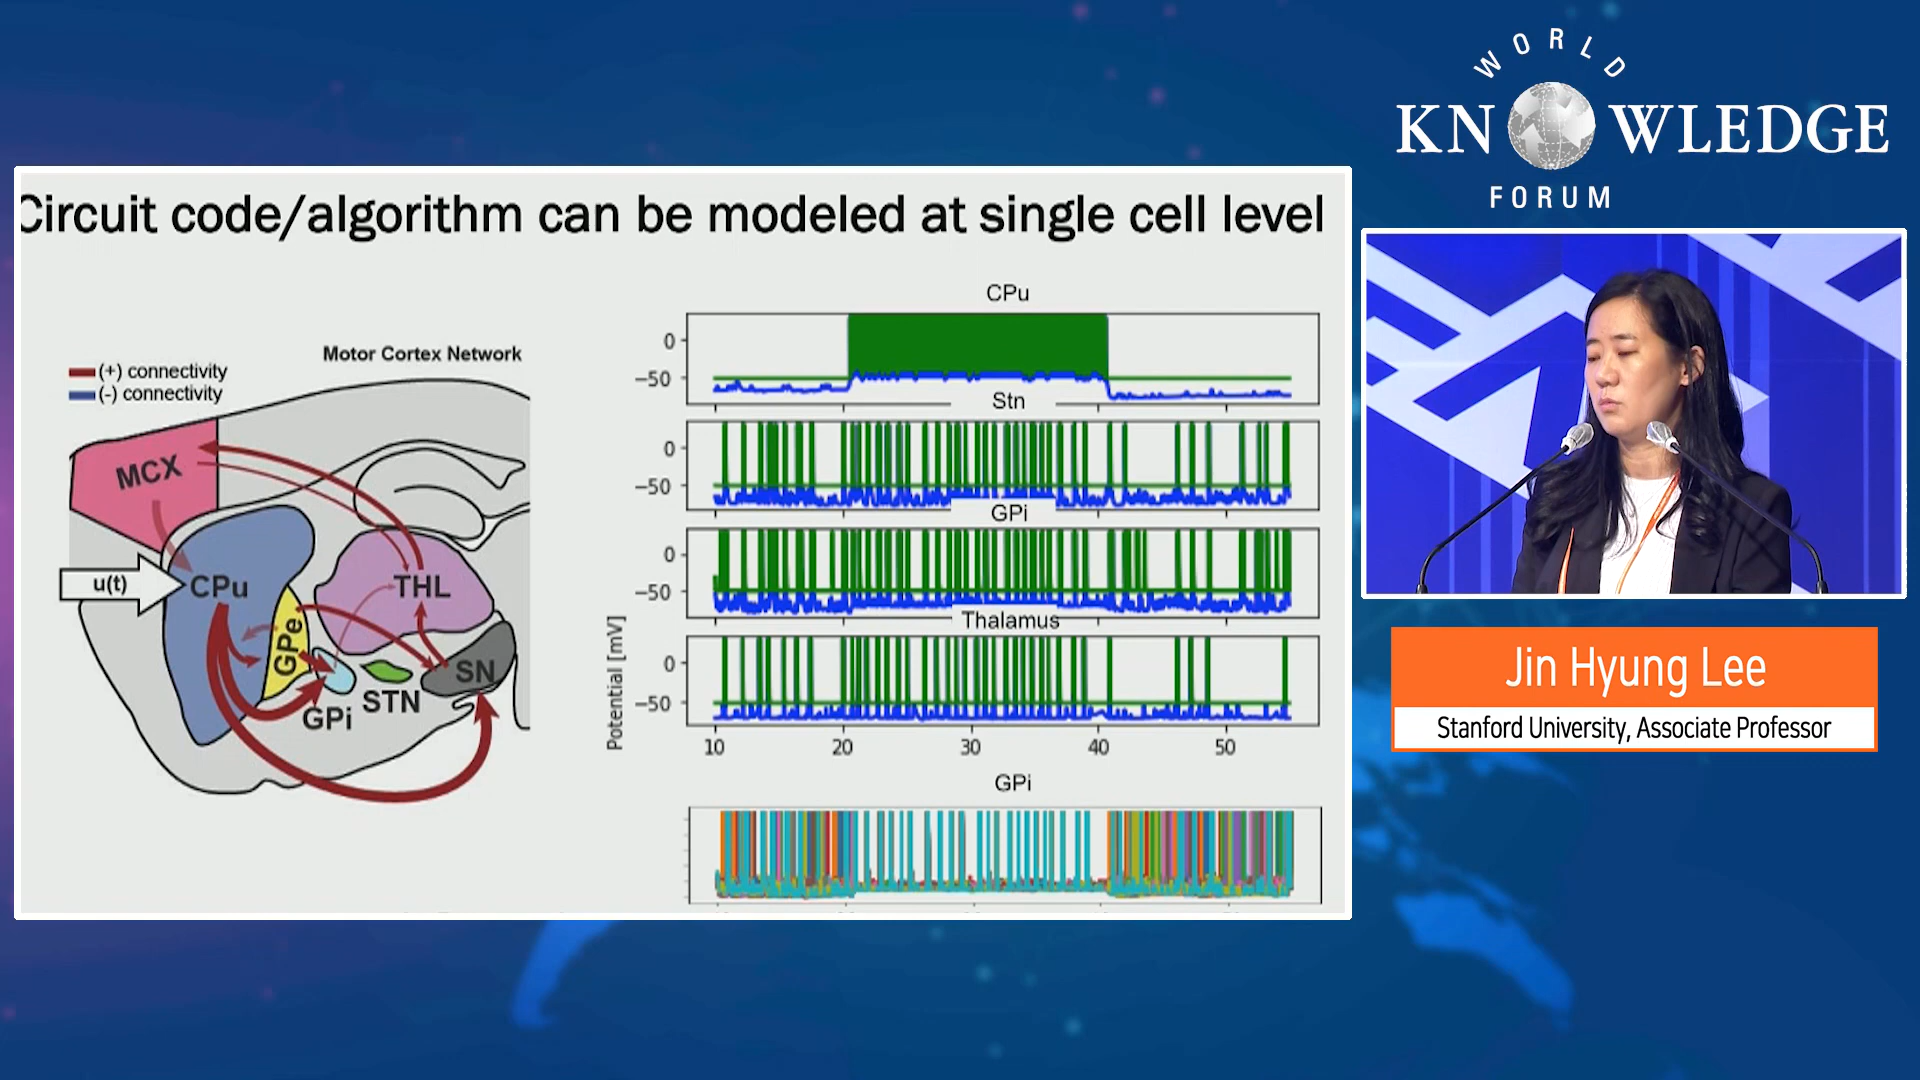 WORLD
KNOWLEDGE
FORUM
Circuit code/algorithm can be modeled at single cell level
(+) connectivity
(-) connectivity
Motor Cortex Network
MCX
u(t)
CPu
GPe
GPi
STN
THL
SN
CPu
0
−50
Stn
0
−50
GPi
0
−50
Thalamus
0
−50
Potential [mV]
10 20 30 40 50
GPi
Jin Hyung Lee
Stanford University, Associate Professor